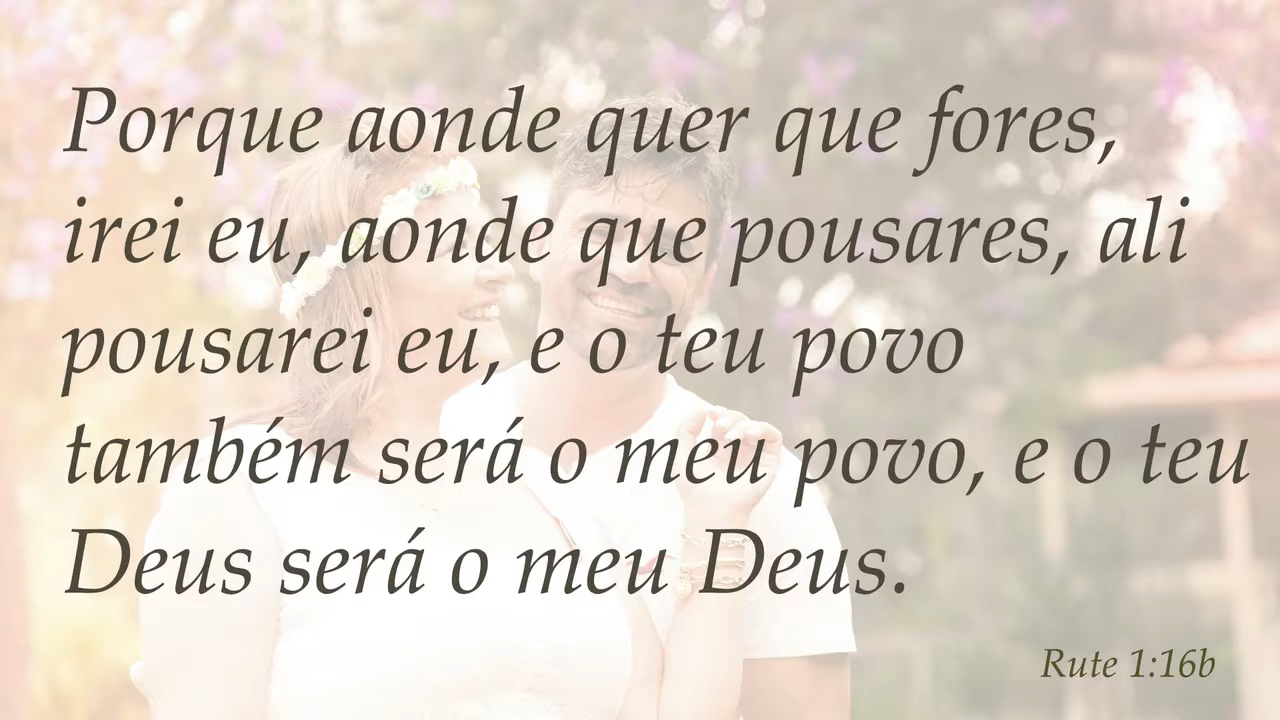 Porque aonde quer que fores,
irei eu, aonde que pousares, ali
pousarei eu, e o teu povo
também será o meu povo, e o teu
Deus será o meu Deus.
Rute 1:16b